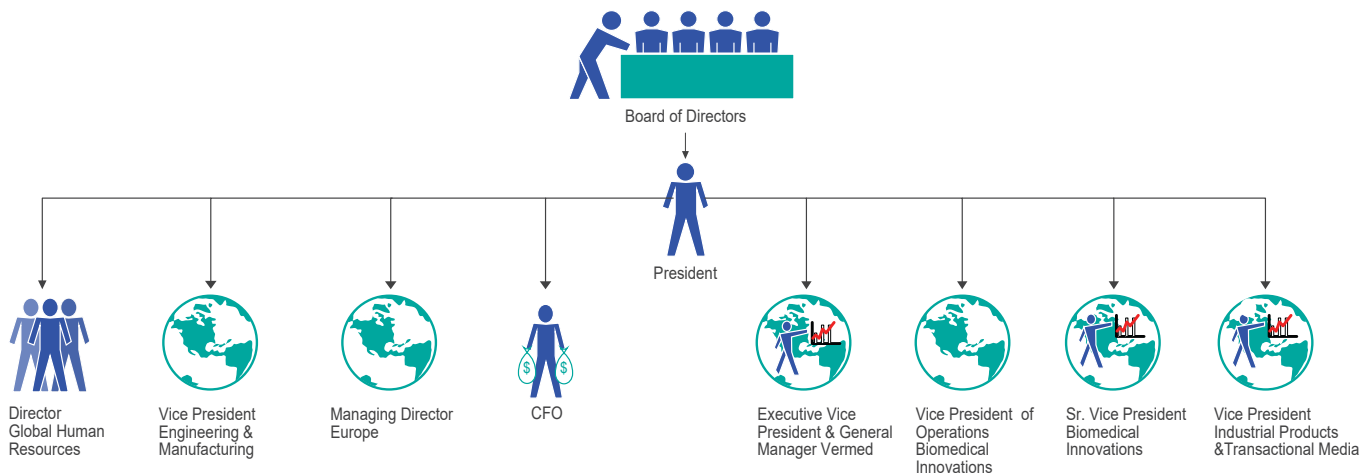 Board of Directors
President
Director
Global Human
Resources
Vice President
Engineering &
Manufacturing
Managing Director
Europe
$ $
CFO
Executive Vice
President & General
Manager Vermed
Vice President of
Operations
Biomedical
Innovations
Sr. Vice President
Biomedical
Innovations
Vice President
Industrial Products
&Transactional Media